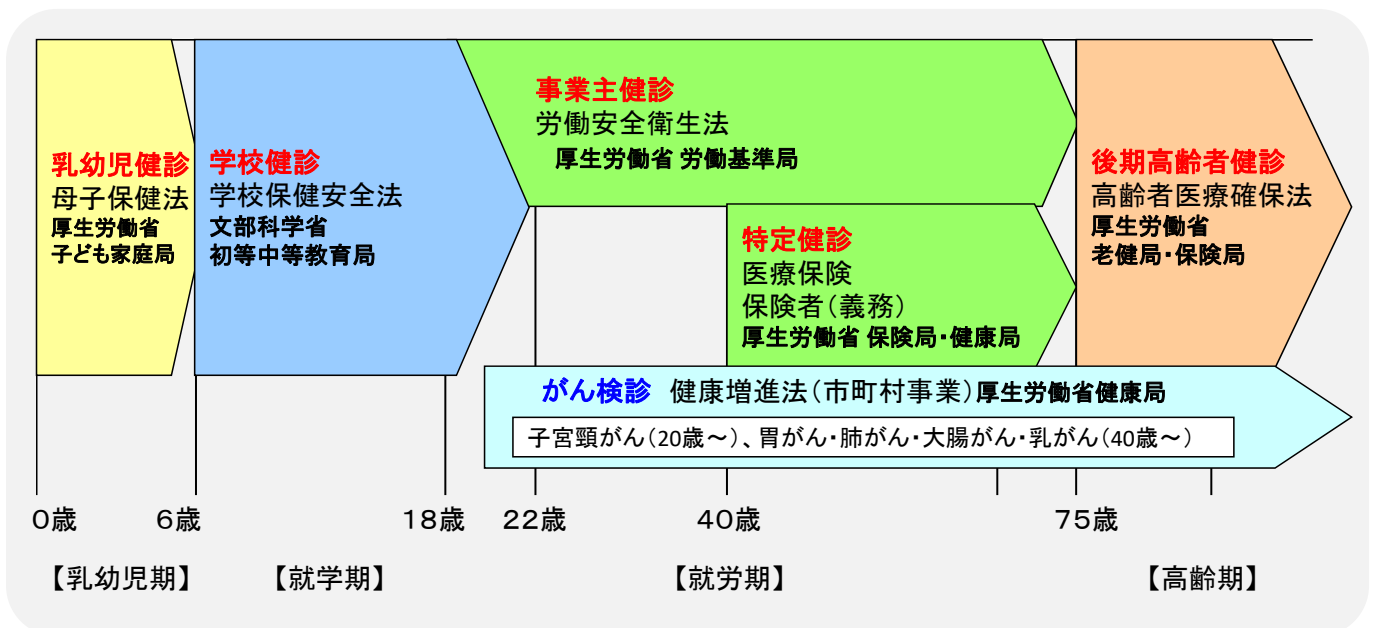 乳幼児健診
母子保健法
厚生労働省
子ども家庭局
学校健診
学校保健安全法
文部科学省
初等中等教育局
事業主健診
労働安全衛生法
厚生労働省 労働基準局
特定健診
医療保険
保険者(義務)
厚生労働省 保険局・健康局
後期高齢者健診
高齢者医療確保法
厚生労働省
老健局・保険局
がん検診 健康増進法(市町村事業)厚生労働省健康局
子宮頸がん(20歳~)、胃がん・肺がん・大腸がん・乳がん(40歳~)
0歳 6歳 18歳 22歳 40歳 75歳
【乳幼児期】 【就学期】 【就労期】 【高齢期】